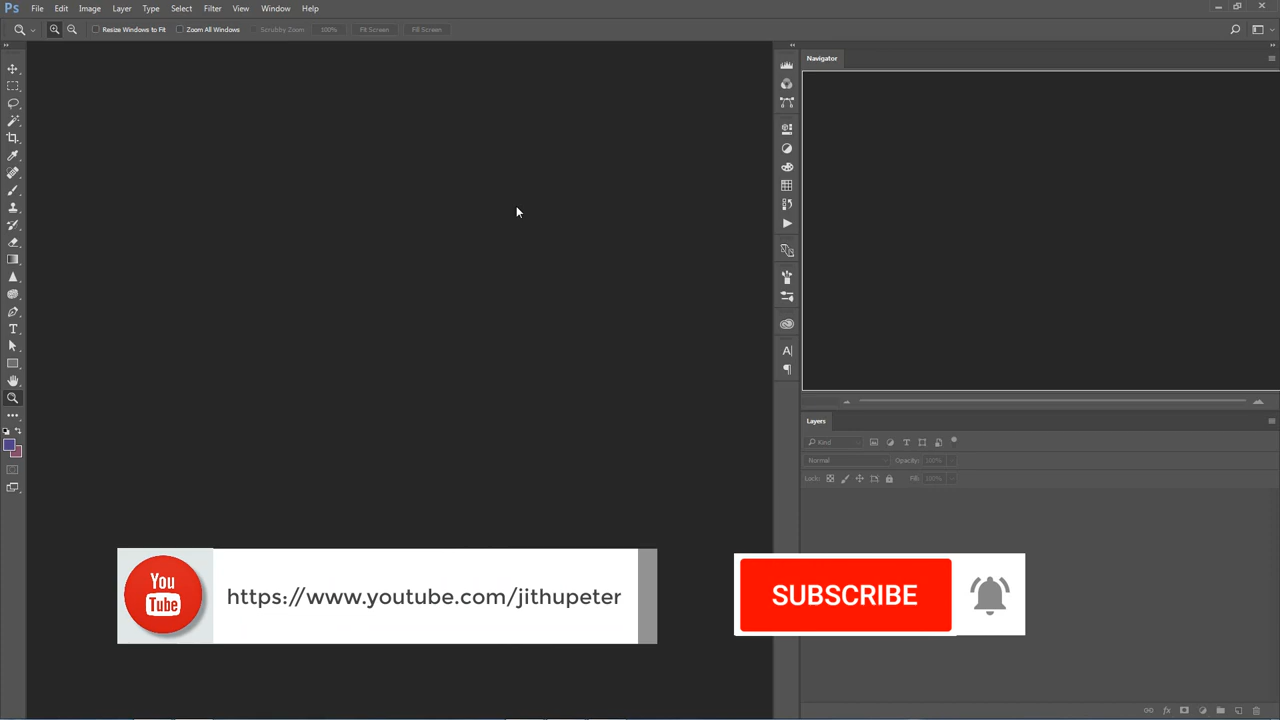 Ps File Edit Image Layer Type Select Filter View Window Help
Resize Windows to Fit Zoom All Windows Scrubby Zoom 100% Fit Screen Fill Screen
Navigator
Layers
Kind
Normal Opacity: 100%
Lock: Fill: 100%
You
Tube
https://www.youtube.com/jithupeter
SUBSCRIBE